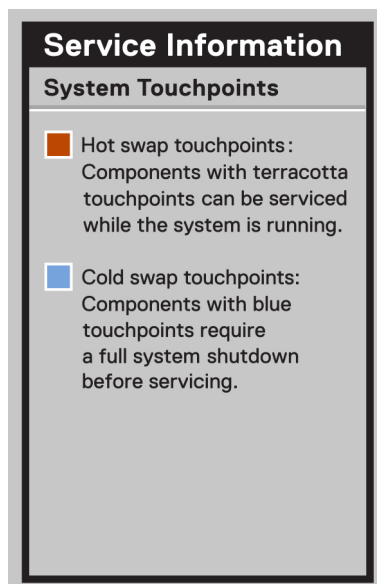 Service Information
System Touchpoints
Hot swap touchpoints:
Components with terracotta
touchpoints can be serviced
while the system is running.
Cold swap touchpoints:
Components with blue
touchpoints require
a full system shutdown
before servicing.